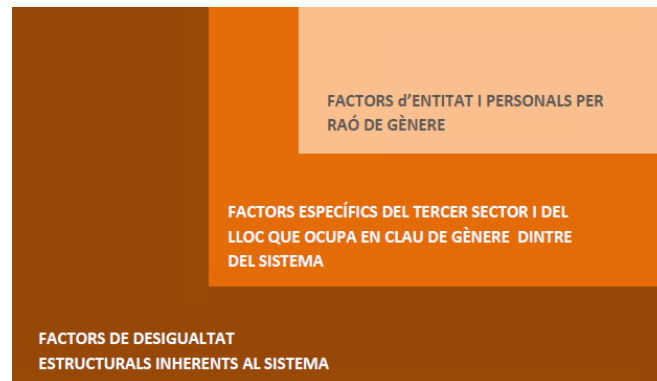 FACTORS d'ENTITAT I PERSONALS PER
RAÓ DE GÈNERE
FACTORS ESPECÍFICS DEL TERCER SECTOR I DEL
LLOC QUE OCUPA EN CLAU DE GÈNERE DINTRE
DEL SISTEMA
FACTORS DE DESIGUALTAT
ESTRUCTURALS INHERENTS AL SISTEMA